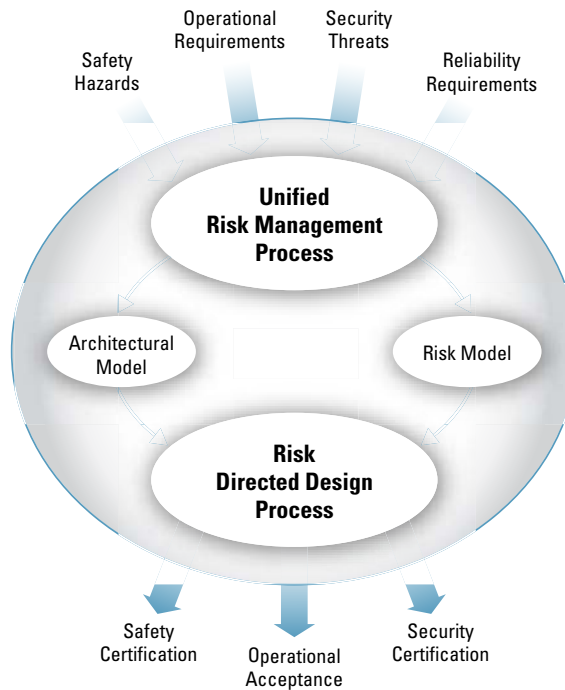 Operational
Requirements
Security
Threats
Safety
Hazards
Reliability
Requirements
Unified
Risk Management
Process
Architectural
Model
Risk Model
Risk
Directed Design
Process
Safety
Certification
Operational
Acceptance
Security
Certification